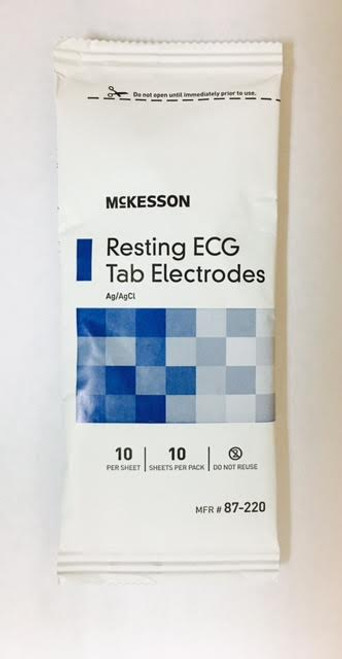 Do not open until immediately prior to use.
McKESSON
Resting ECG
Tab Electrodes
Ag/AgCl
10 10
PER SHEET SHEETS PER PACK DO NOT REUSE
MFR # 87-220